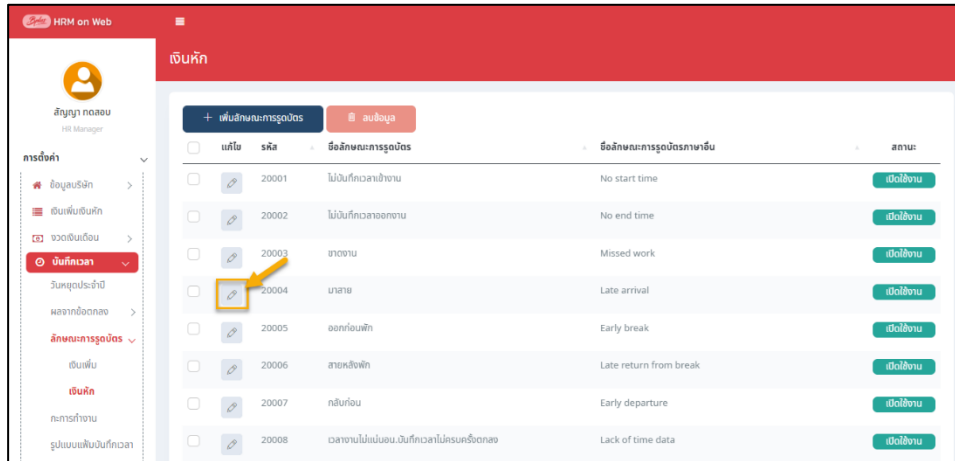 Bplus HRM on Web
เงินหัก
สัญญา ทดสอบ
HR Manager
การตั้งค่า
ข้อมูลบริษัท
เงินเพิ่มเงินหัก
งวดเงินเดือน
บันทึกเวลา
วันหยุดประจำปี
ผลจากข้อตกลง
ลักษณะการรูดบัตร
เงินเพิ่ม
เงินหัก
กะการทำงาน
รูปแบบแฟ้มบันทึกเวลา
+ เพิ่มลักษณะการรูดบัตร ลบข้อมูล
แก้ไข รหัส ชื่อลักษณะการรูดบัตร ชื่อลักษณะการรูดบัตรภาษาอื่น สถานะ
20001 ไม่บันทึกเวลาเข้างาน No start time เปิดใช้งาน
20002 ไม่บันทึกเวลาออกงาน No end time เปิดใช้งาน
20003 ขาดงาน Missed work เปิดใช้งาน
20004 มาสาย Late arrival เปิดใช้งาน
20005 ออกก่อนพัก Early break เปิดใช้งาน
20006 สายหลังพัก Late return from break เปิดใช้งาน
20007 กลับก่อน Early departure เปิดใช้งาน
20008 เวลางานไม่แน่นอน.บันทึกเวลาไม่ครบครั้งตกลง Lack of time data เปิดใช้งาน